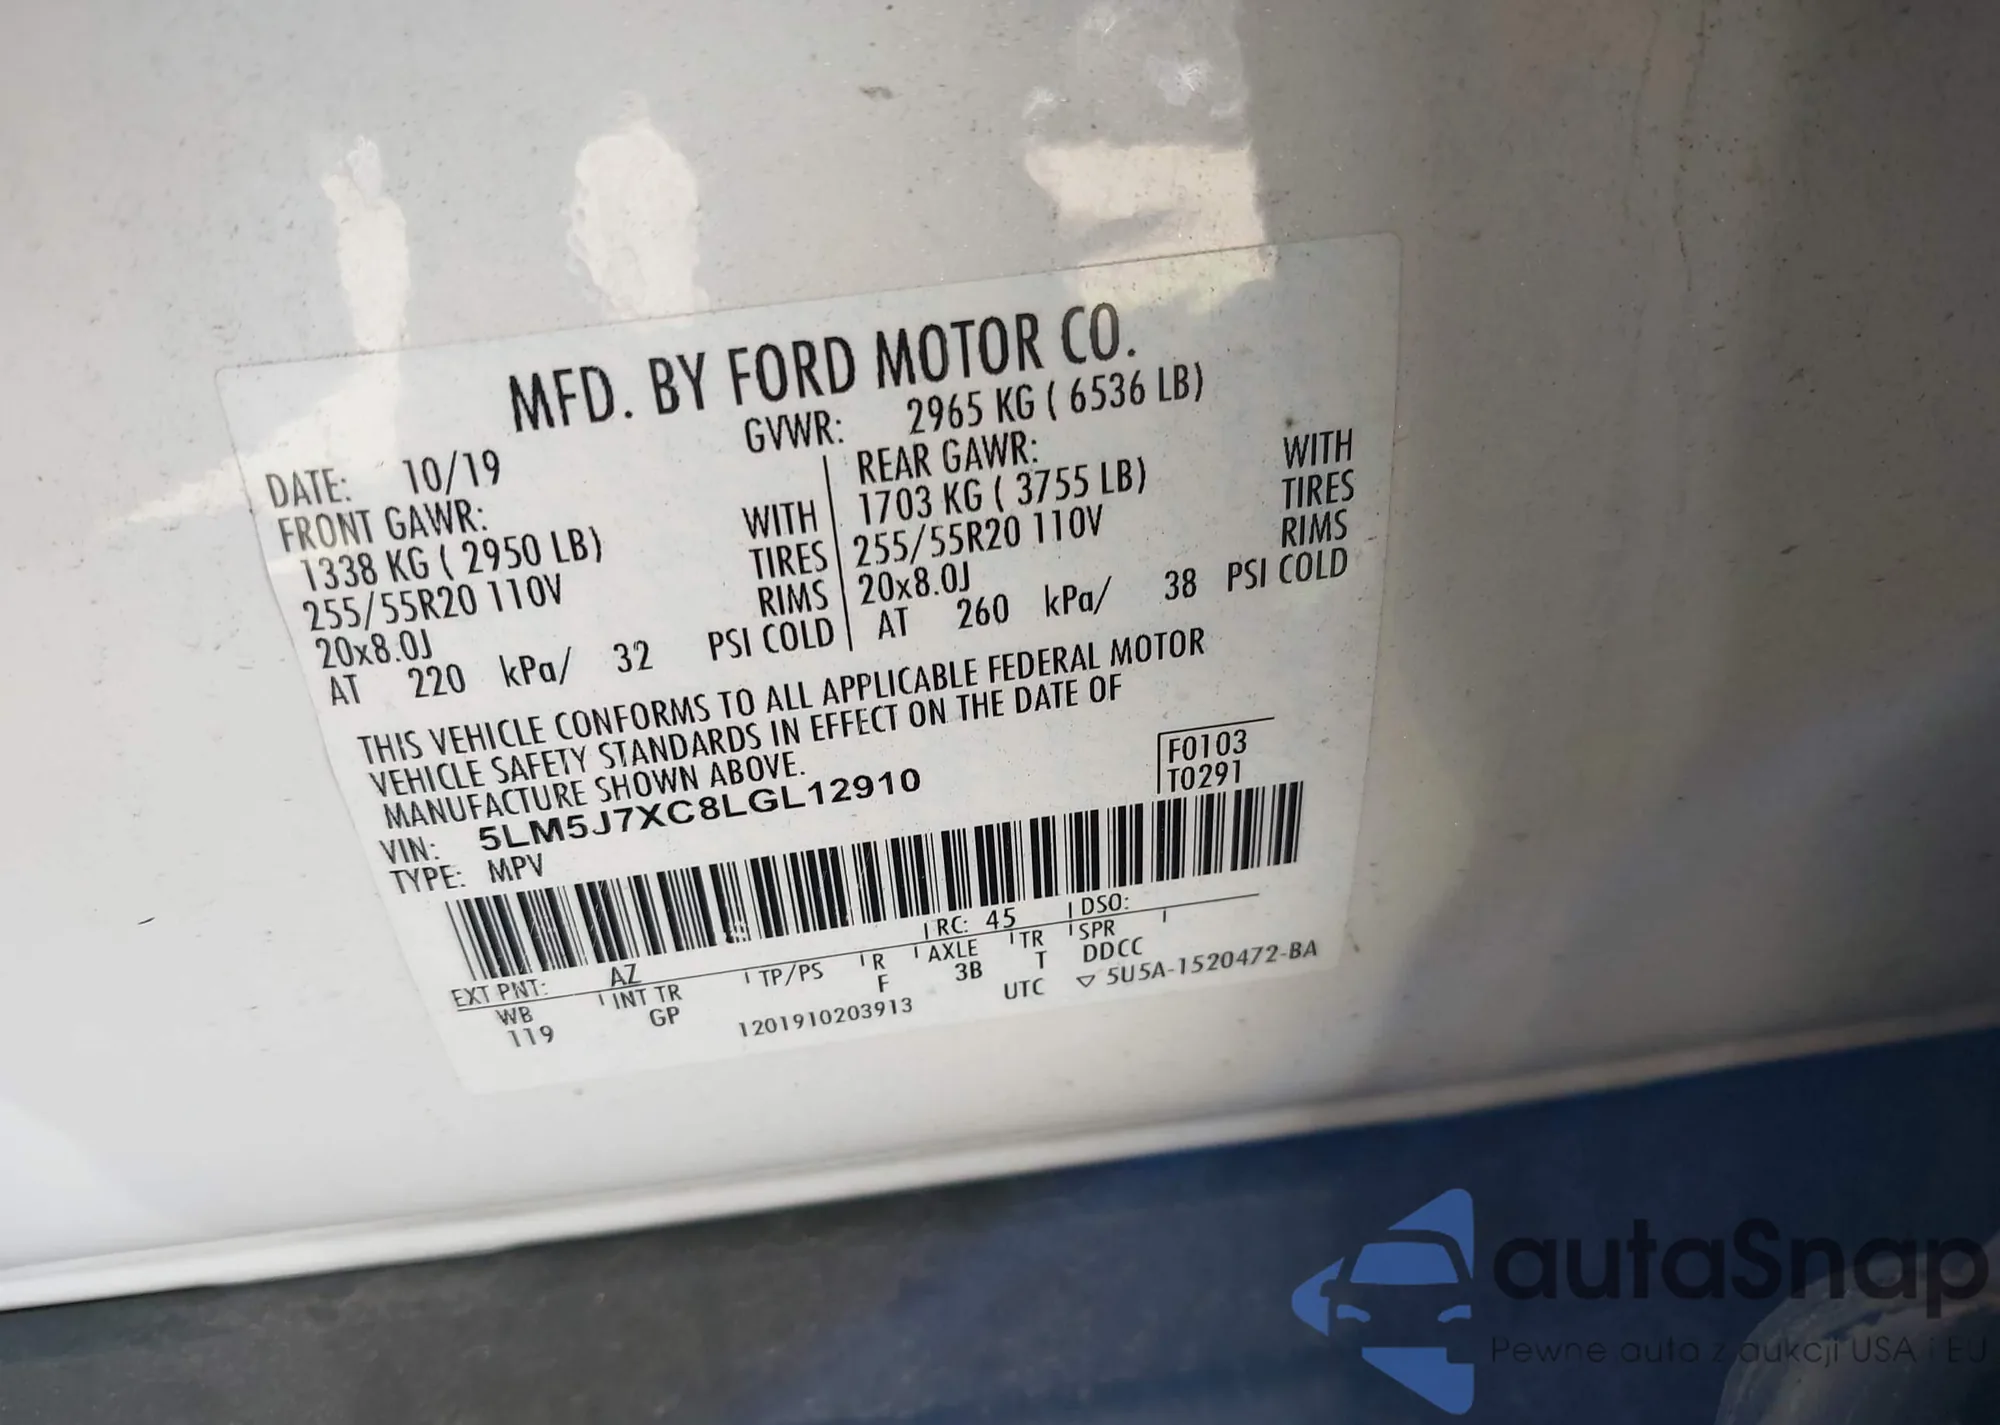 MFD. BY FORD MOTOR CO.
DATE: 10/19 GVWR: 2965 KG ( 6536 LB)
FRONT GAWR: REAR GAWR:
1338 KG ( 2950 LB) WITH 1703 KG ( 3755 LB) WITH
255/55R20 110V TIRES 255/55R20 110V TIRES
20x8.0J RIMS 20x8.0J RIMS
AT 220 kPa/ 32 PSI COLD AT 260 kPa/ 38 PSI COLD
THIS VEHICLE CONFORMS TO ALL APPLICABLE FEDERAL MOTOR
VEHICLE SAFETY STANDARDS IN EFFECT ON THE DATE OF
MANUFACTURE SHOWN ABOVE.
F0103
VIN: 5LM5J7XC8LGL12910 T0291
TYPE: MPV
EXT PNT: AZ RC: 45 DSO:
WB INT TR TP/PS R AXLE TR SPR
119 GP F 3B T DDCC
1201910203913 UTC ▽ 5U5A-1520472-BA
autaSnap
Pewne auta z aukcji USA i EU